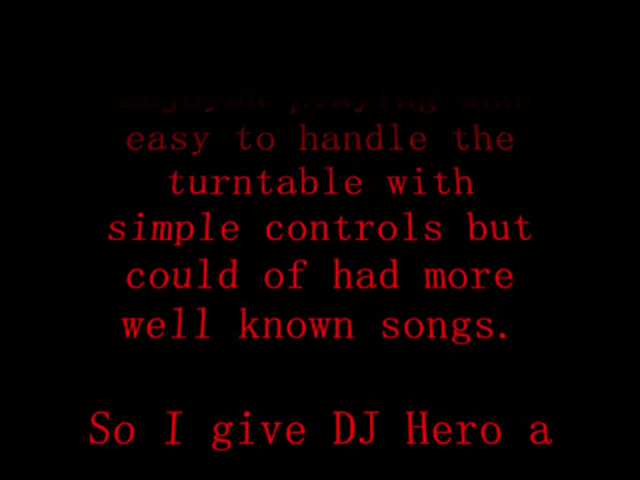 playing
easy to handle the
turntable with
simple controls but
could of had more
well known songs.
So I give DJ Hero a